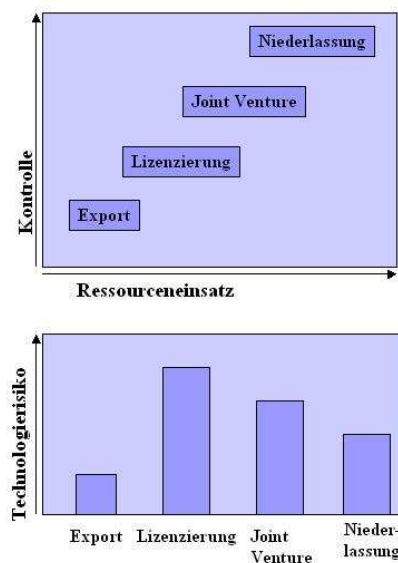 Niederlassung
Joint Venture
Lizenzierung
Export
Kontrolle
Ressourceneinsatz
Technologierisiko
Export Lizenzierung Joint Venture Nieder-
lassung